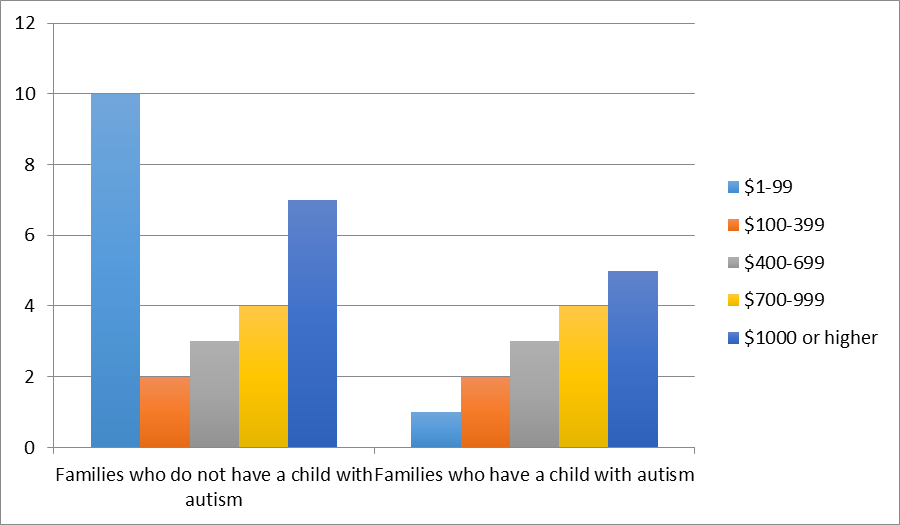 12
10
8
6
4
2
0
Families who do not have a child with
autism
Families who have a child with autism
$1-99
$100-399
$400-699
$700-999
$1000 or higher